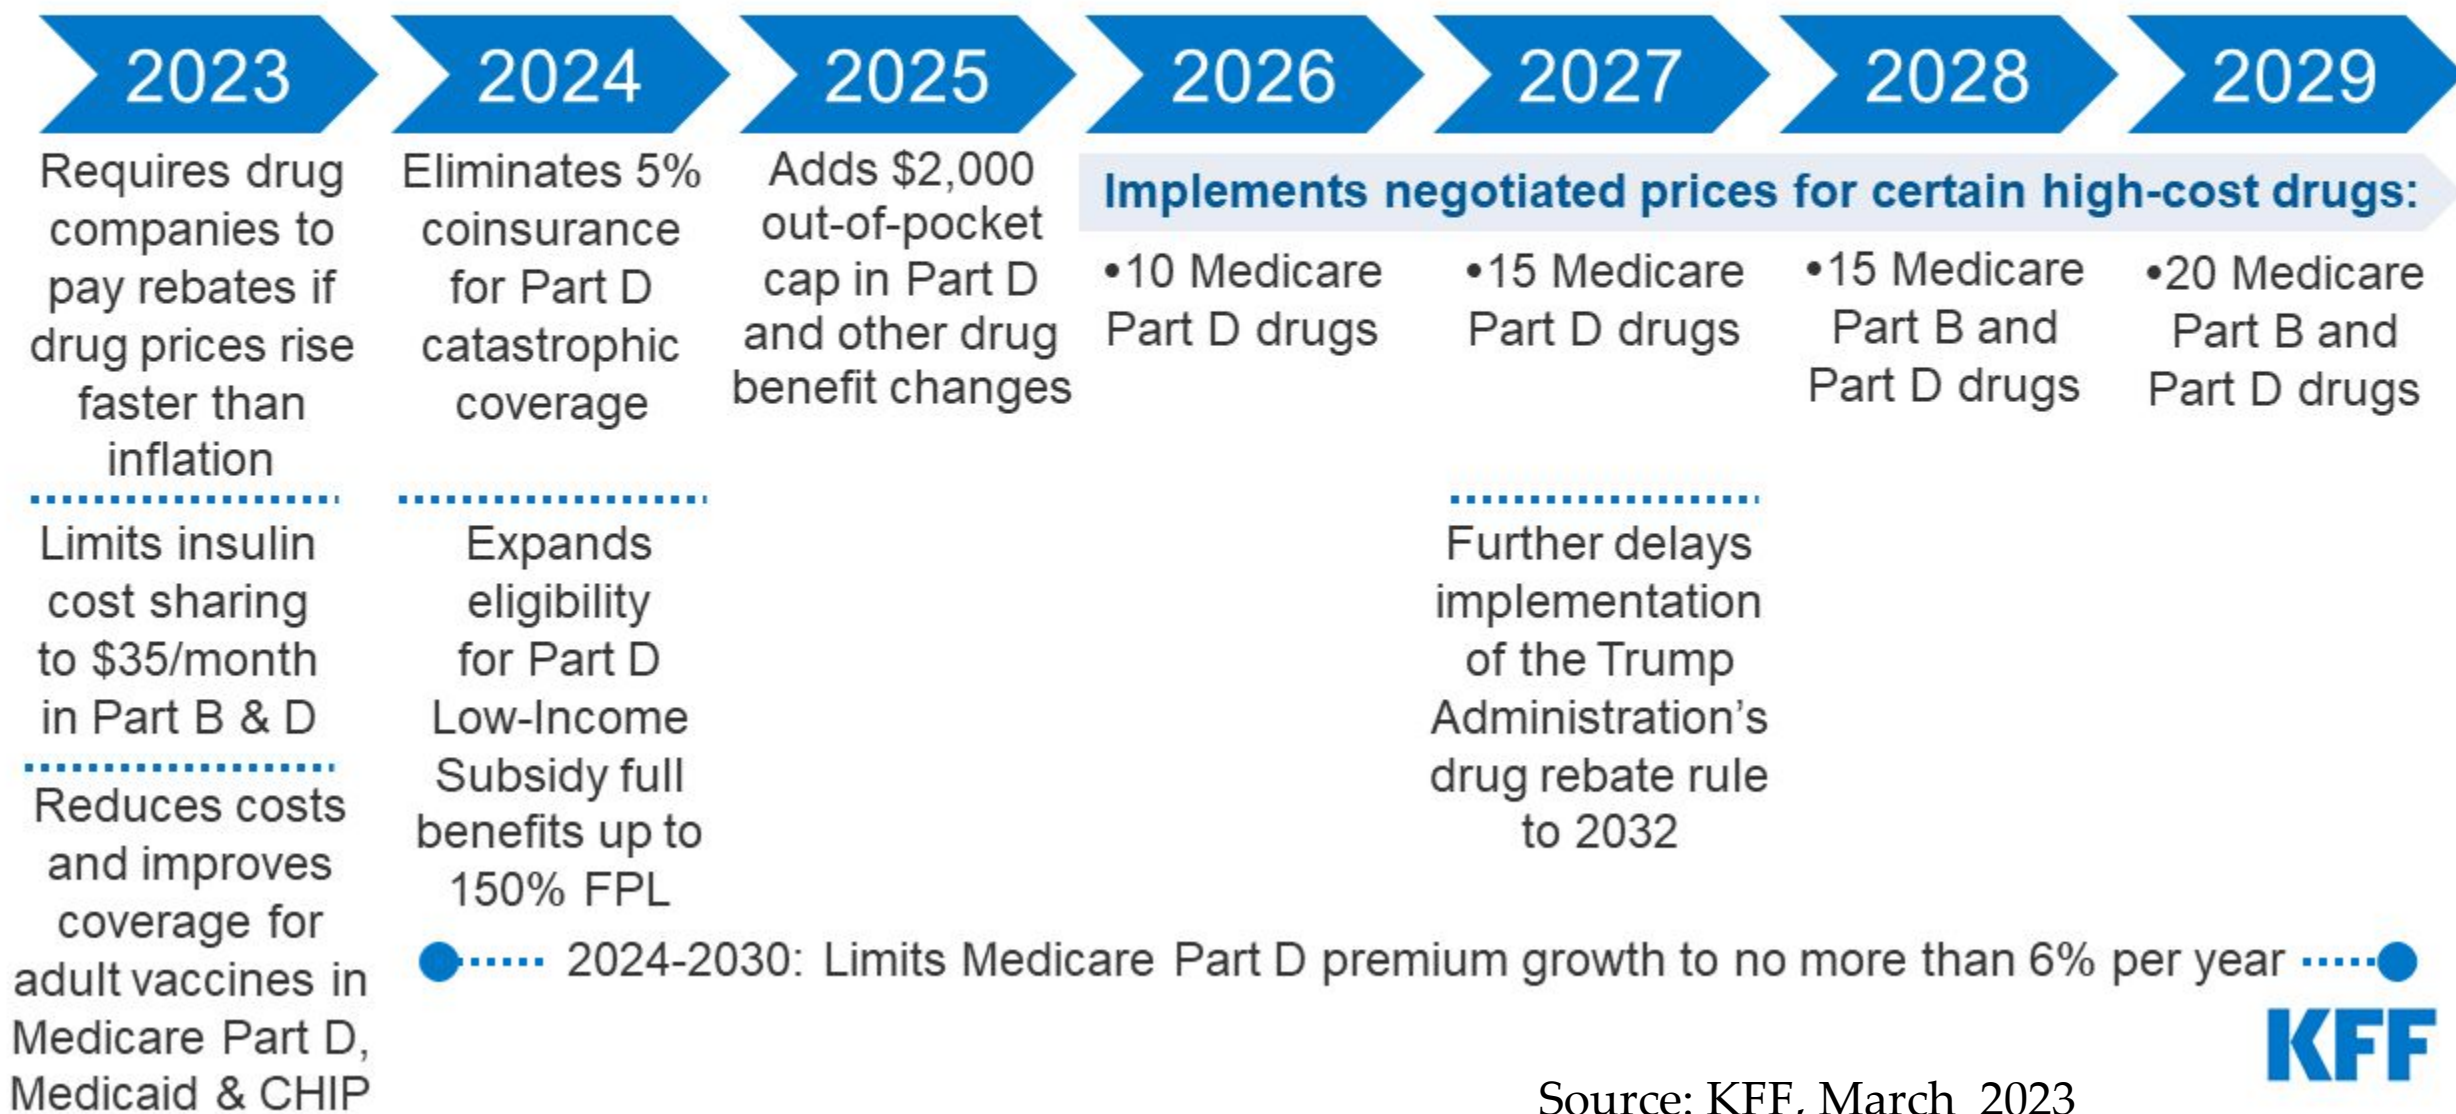 2023
Requires drug
companies to
pay rebates if
drug prices rise
faster than
inflation
Limits insulin
cost sharing
to $35/month
in Part B & D
Reduces costs
and improves
coverage for
adult vaccines in
Medicare Part D,
Medicaid & CHIP
2024
Eliminates 5%
coinsurance
for Part D
catastrophic
coverage
Expands
eligibility
for Part D
Low-Income
Subsidy full
benefits up to
150% FPL
2025
Adds $2,000
out-of-pocket
cap in Part D
and other drug
benefit changes
2026
2027
2028
2029
Implements negotiated prices for certain high-cost drugs:
•10 Medicare
Part D drugs
•15 Medicare
Part D drugs
Further delays
implementation
of the Trump
Administration’s
drug rebate rule
to 2032
•15 Medicare
Part B and
Part D drugs
•20 Medicare
Part B and
Part D drugs
2024-2030: Limits Medicare Part D premium growth to no more than 6% per year
KFF
Source: KFF, March 2023